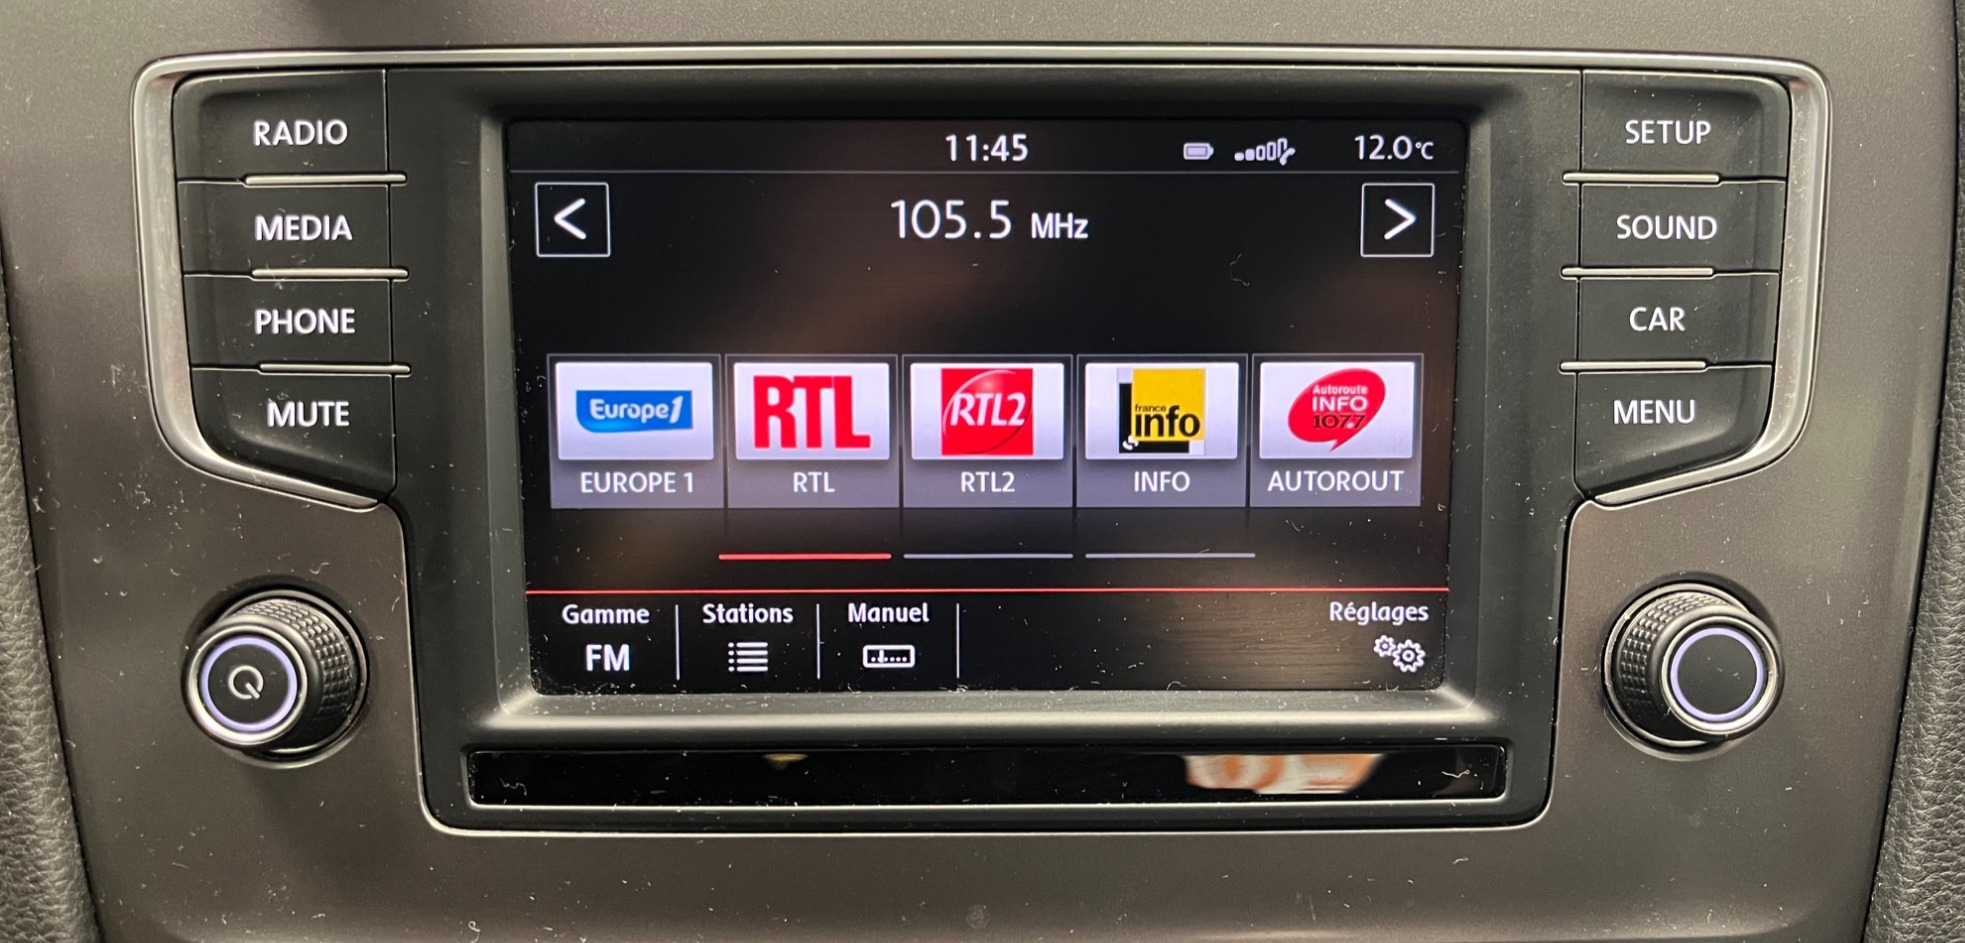 RADIO
MEDIA
PHONE
MUTE
11:45
12.0°C
<
105.5 MHz
>
Europe1
RTL
RTL2
france
info
Autoroute
INFO
107.7
EUROPE 1
RTL
RTL2
INFO
AUTOROUT
Gamme
FM
Stations
Manuel
Réglages
SETUP
SOUND
CAR
MENU